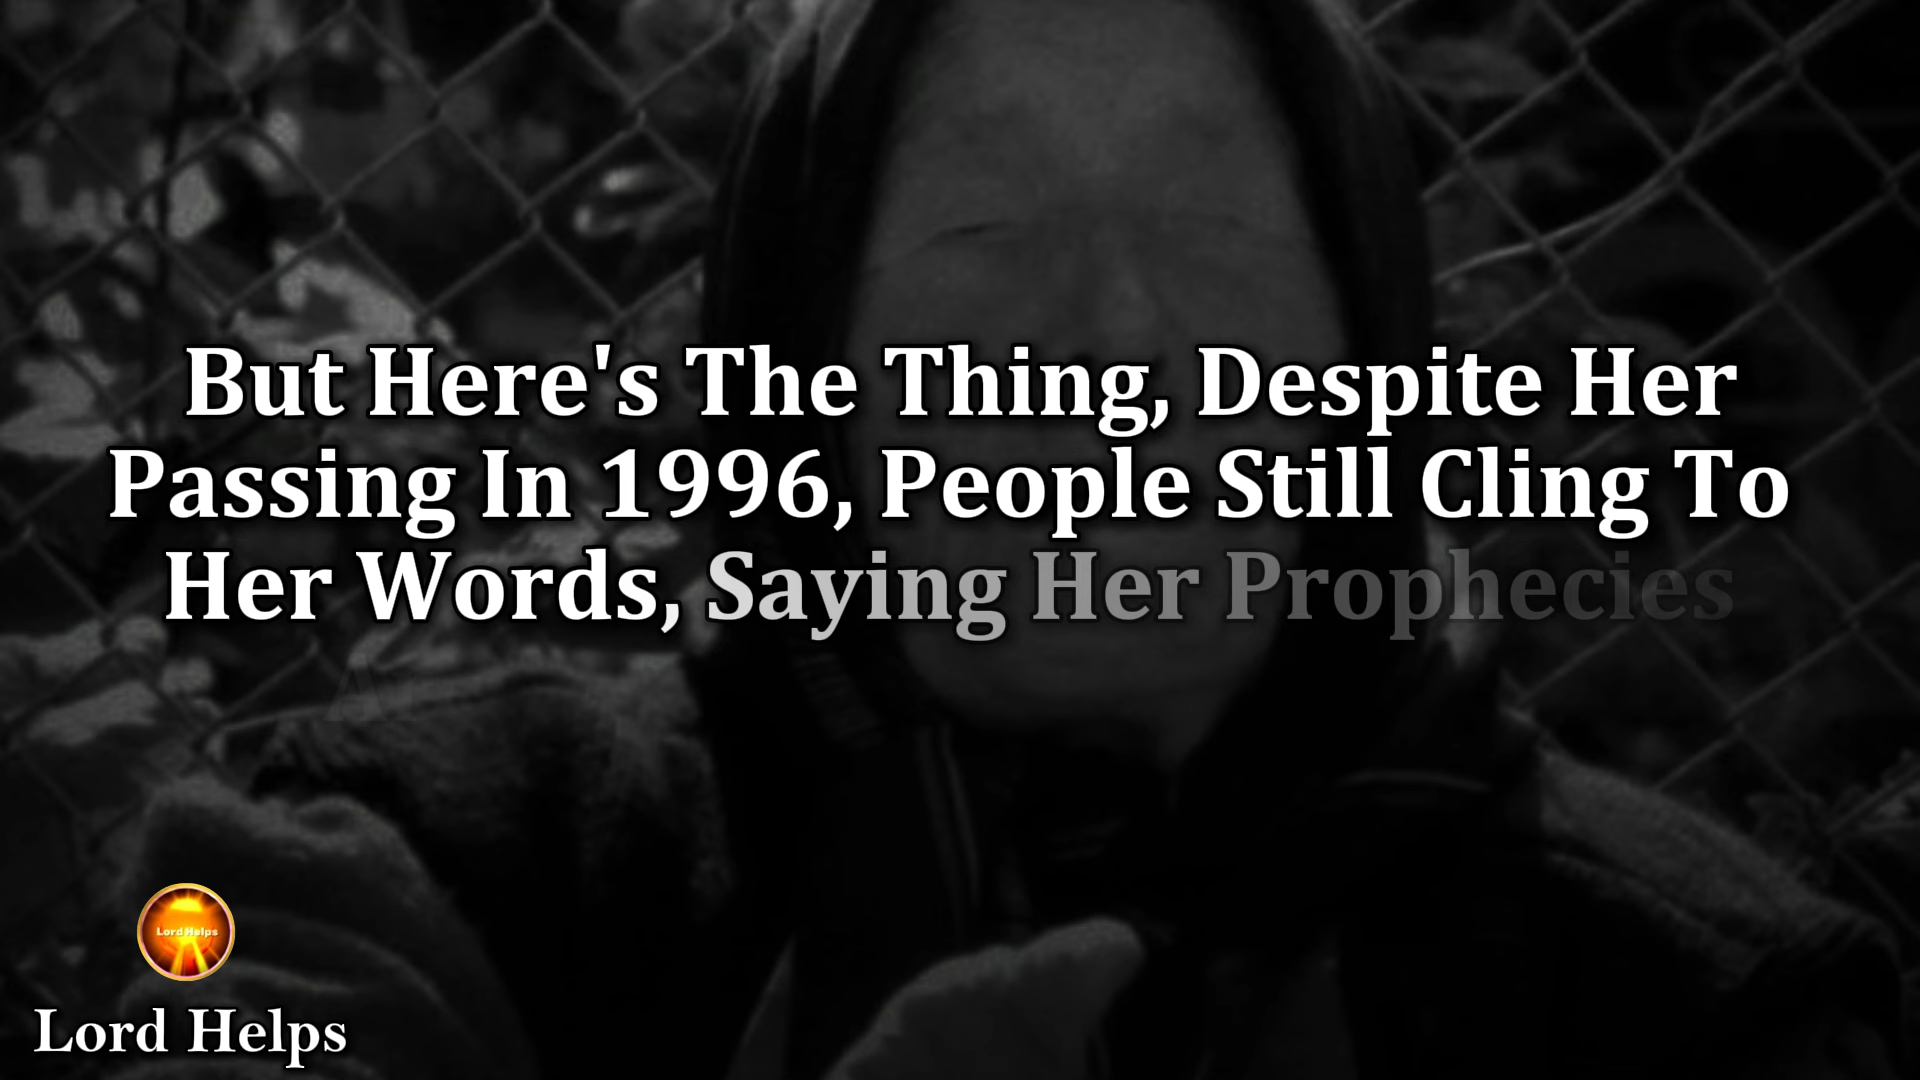 But Here's The Thing, Despite Her
Passing In 1996, People Still Cling To
Her Words, Saying Her Prophecies
Lord Helps
Lord Helps